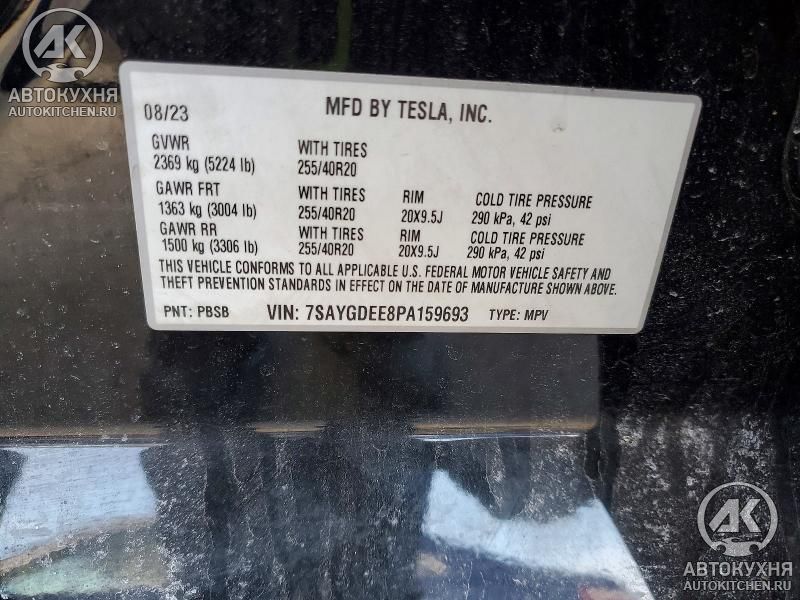 AK
АВТОКУХНЯ
AUTOKITCHEN.RU
08/23 MFD BY TESLA, INC.
GVWR WITH TIRES
2369 kg (5224 lb) 255/40R20
GAWR FRT WITH TIRES RIM COLD TIRE PRESSURE
1363 kg (3004 lb) 255/40R20 20X9.5J 290 kPa, 42 psi
GAWR RR WITH TIRES RIM COLD TIRE PRESSURE
1500 kg (3306 lb) 255/40R20 20X9.5J 290 kPa, 42 psi
THIS VEHICLE CONFORMS TO ALL APPLICABLE U.S. FEDERAL MOTOR VEHICLE SAFETY AND
THEFT PREVENTION STANDARDS IN EFFECT ON THE DATE OF MANUFACTURE SHOWN ABOVE.
PNT: PBSB VIN: 7SAYGDEE8PA159693 TYPE: MPV
AK
АВТОКУХНЯ
AUTOKITCHEN.RU